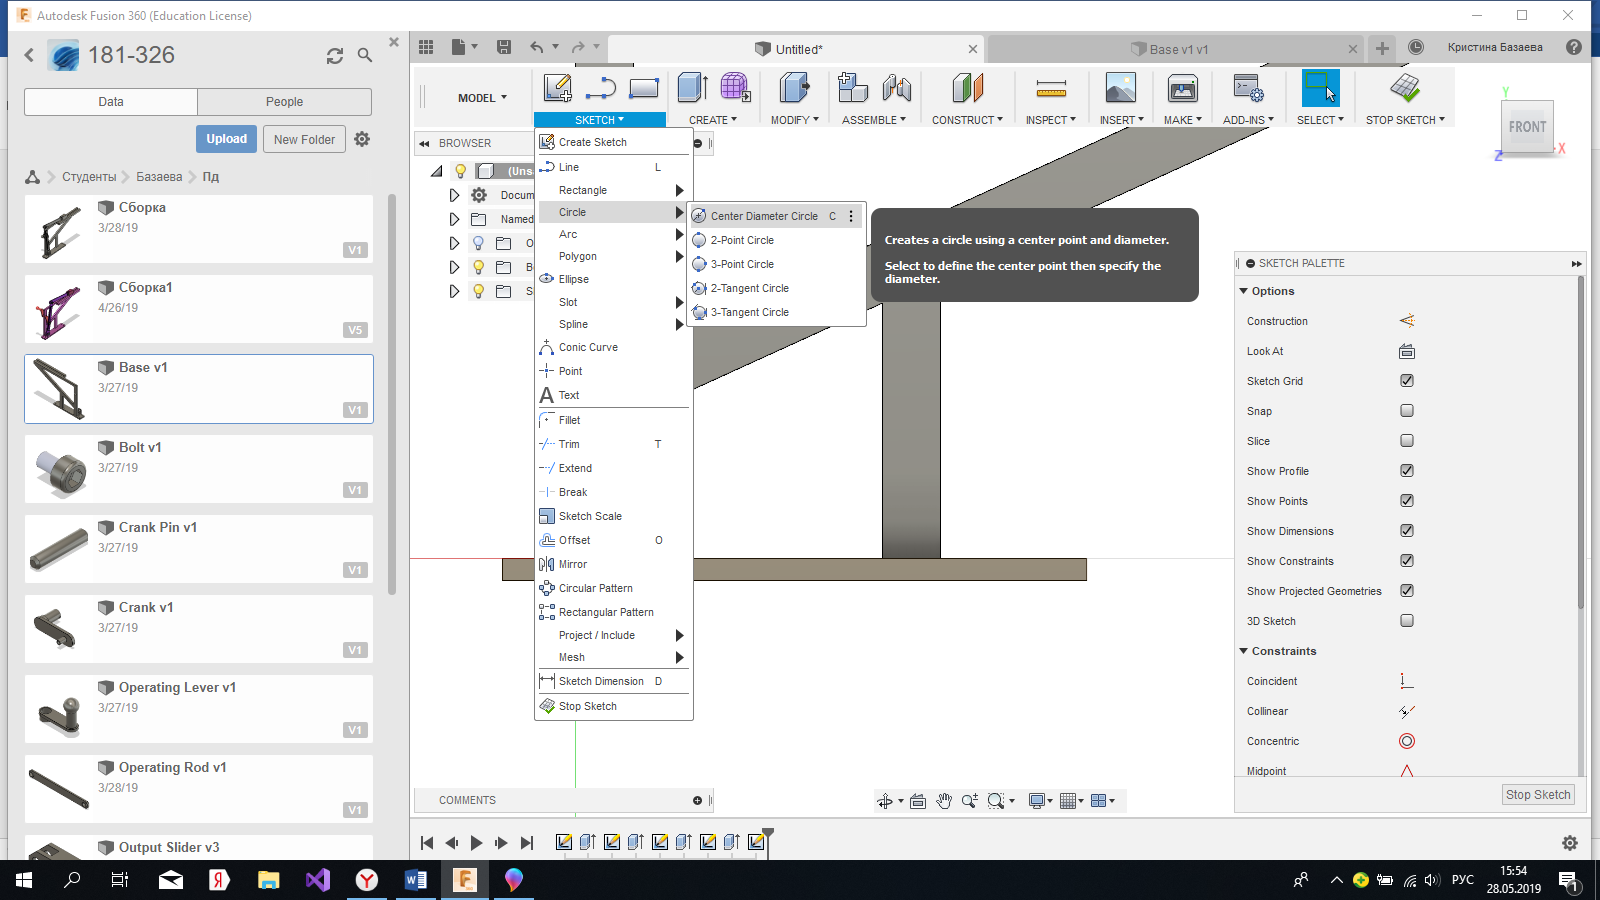 Autodesk Fusion 360 (Education License)
181-326
Data
People
Upload
New Folder
Студенты
Базаева
Пд
Сборка
3/28/19
V1
Сборка1
4/26/19
V5
Base v1
3/27/19
V1
Bolt v1
3/27/19
V1
Crank Pin v1
3/27/19
V1
Crank v1
3/27/19
V1
Operating Lever v1
3/27/19
V1
Operating Rod v1
3/28/19
V1
Output Slider v3
Untitled*
Base v1 v1
Кристина Базаева
MODEL
SKETCH
CREATE
MODIFY
ASSEMBLE
CONSTRUCT
INSPECT
INSERT
MAKE
ADD-INS
SELECT
STOP SKETCH
BROWSER
(Uns
Docum
Named
O
B
S
Create Sketch
Line L
Rectangle
Circle
Arc
Polygon
Ellipse
Slot
Spline
Conic Curve
Point
Text
Fillet
Trim T
Extend
Break
Sketch Scale
Offset O
Mirror
Circular Pattern
Rectangular Pattern
Project / Include
Mesh
Sketch Dimension D
Stop Sketch
Center Diameter Circle C
2-Point Circle
3-Point Circle
2-Tangent Circle
3-Tangent Circle
Creates a circle using a center point and diameter.
Select to define the center point then specify the
diameter.
Y
FRONT
Z
X
SKETCH PALETTE
Options
Construction
Look At
Sketch Grid
Snap
Slice
Show Profile
Show Points
Show Dimensions
Show Constraints
Show Projected Geometries
3D Sketch
Constraints
Coincident
Collinear
Concentric
Midpoint
Stop Sketch
COMMENTS
РУС
15:54
28.05.2019
1